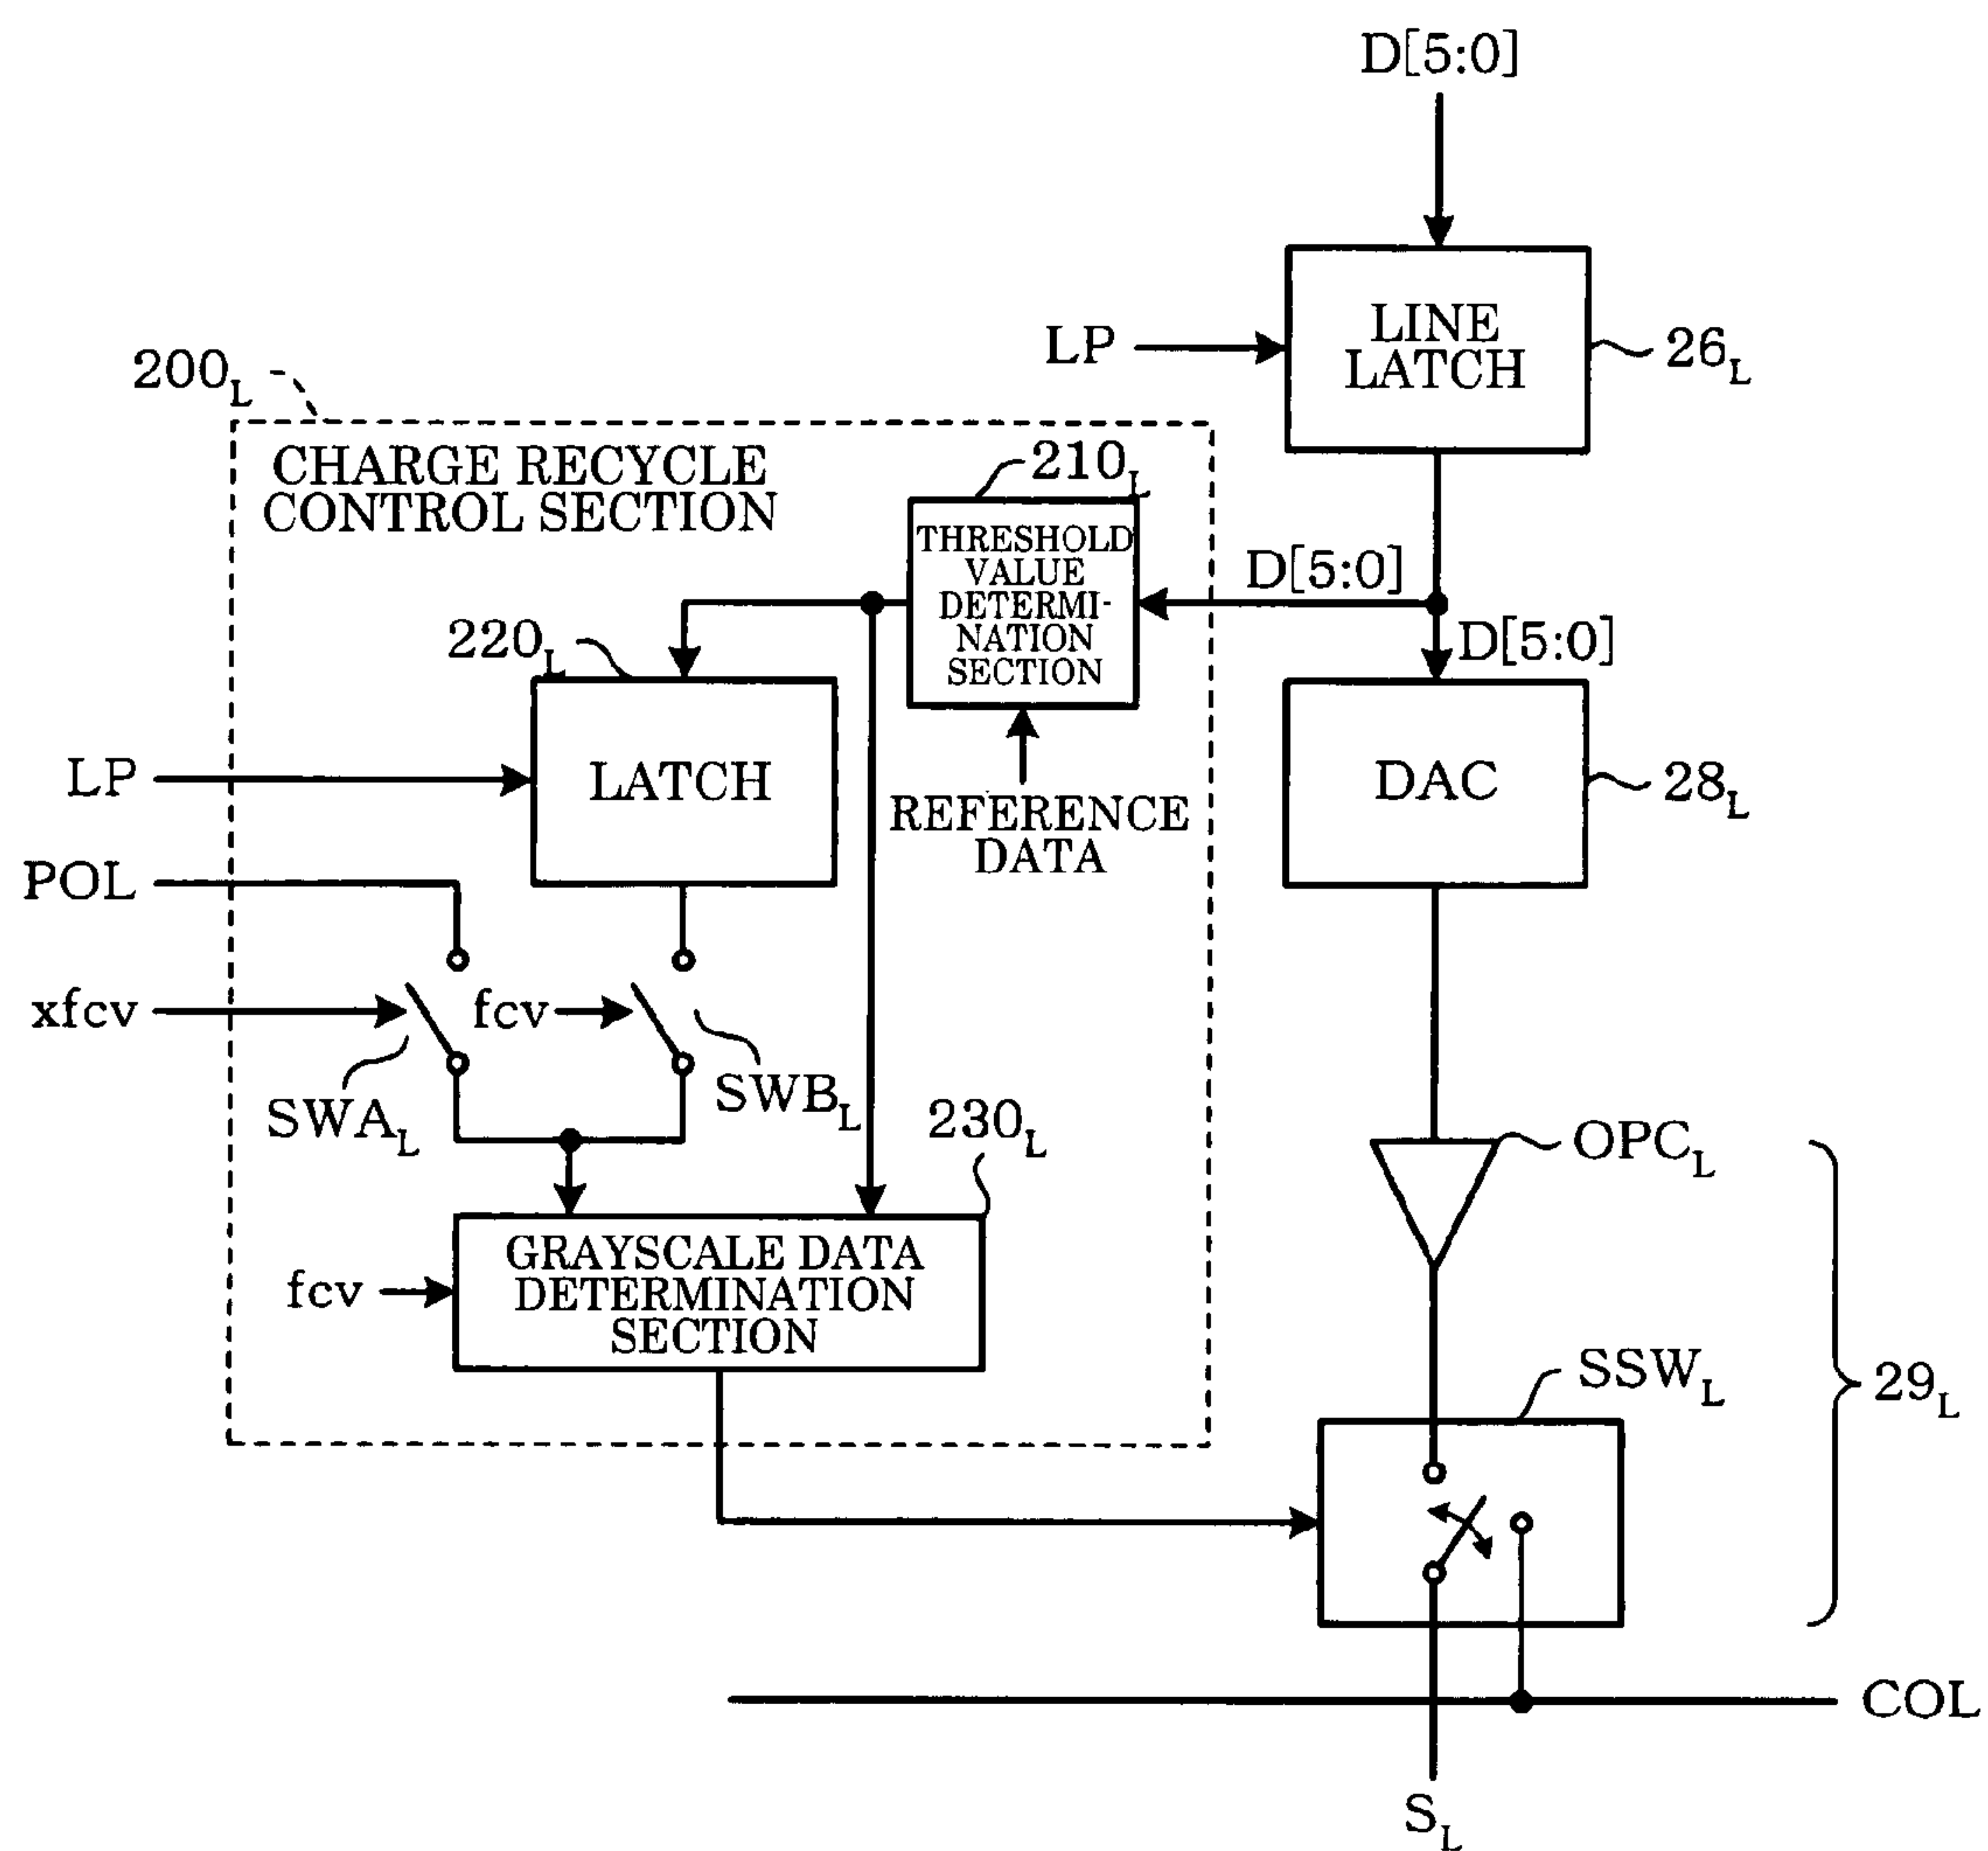 D[5:0]
LP
LINE
LATCH
26L
200L
CHARGE RECYCLE
CONTROL SECTION
210L
THRESHOLD
VALUE
DETERMI-
NATION
SECTION
D[5:0]
D[5:0]
220L
LP
LATCH
REFERENCE
DATA
DAC
28L
POL
xfcv
fcv
SWAL
SWBL
230L
OPCL
fcv
GRAYSCALE DATA
DETERMINATION
SECTION
SSWL
29L
COL
SL